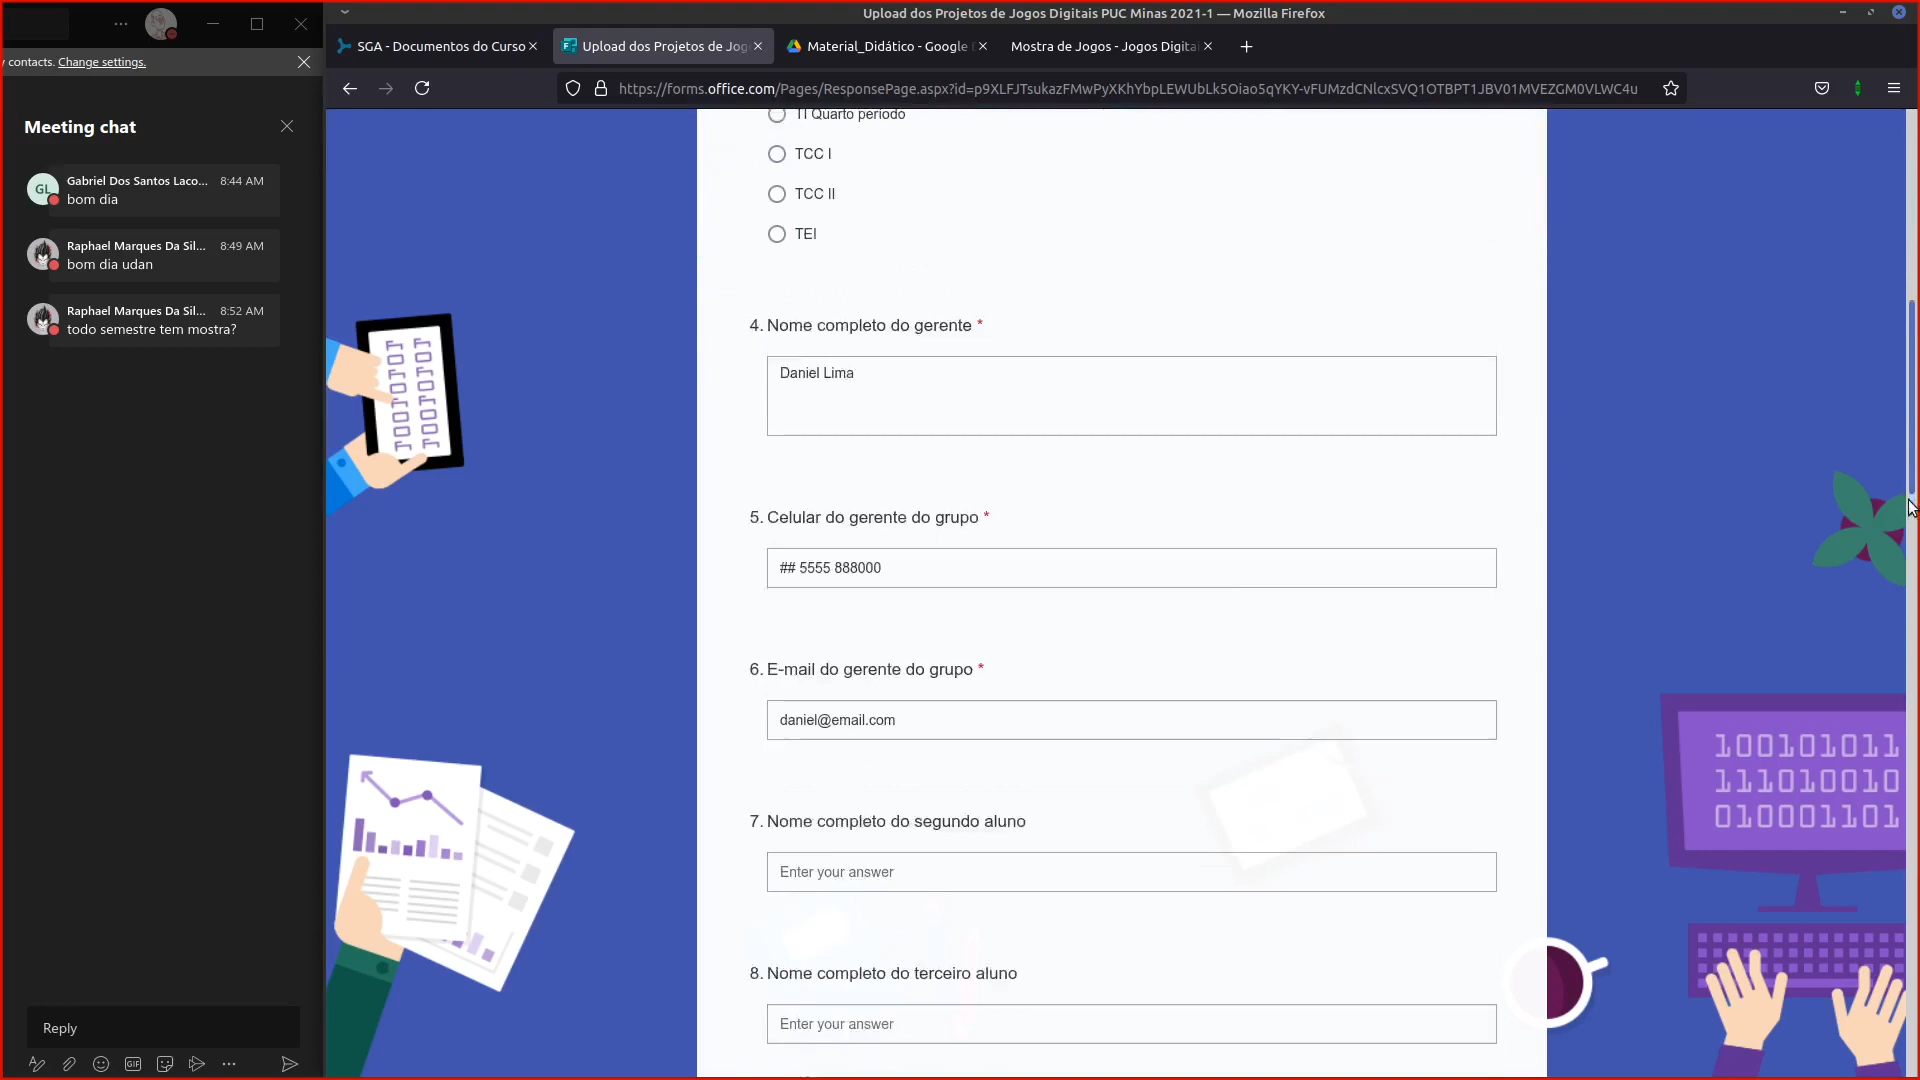 Upload dos Projetos de Jogos Digitais PUC Minas 2021-1 — Mozilla Firefox
SGA - Documentos do Curso
Upload dos Projetos de Jog
Material_Didático - Google
Mostra de Jogos - Jogos Digita
contacts. Change settings.
https://forms.office.com/Pages/ResponsePage.aspx?id=p9XLFJTsukazFMwPyXKhYbpLEWUbLk5Oiao5qYKY-vFUMzdCNlcxSVQ1OTBPT1JBV01MVEZGM0VLWC4u
Meeting chat
GL
Gabriel Dos Santos Laco... 8:44 AM
bom dia
Raphael Marques Da Sil... 8:49 AM
bom dia udan
Raphael Marques Da Sil... 8:52 AM
todo semestre tem mostra?
Reply
GIF
TI Quarto período
TCC I
TCC II
TEI
4. Nome completo do gerente *
Daniel Lima
5. Celular do gerente do grupo *
## 5555 888000
6. E-mail do gerente do grupo *
daniel@email.com
7. Nome completo do segundo aluno
Enter your answer
8. Nome completo do terceiro aluno
Enter your answer
100101011
111010010
010001101